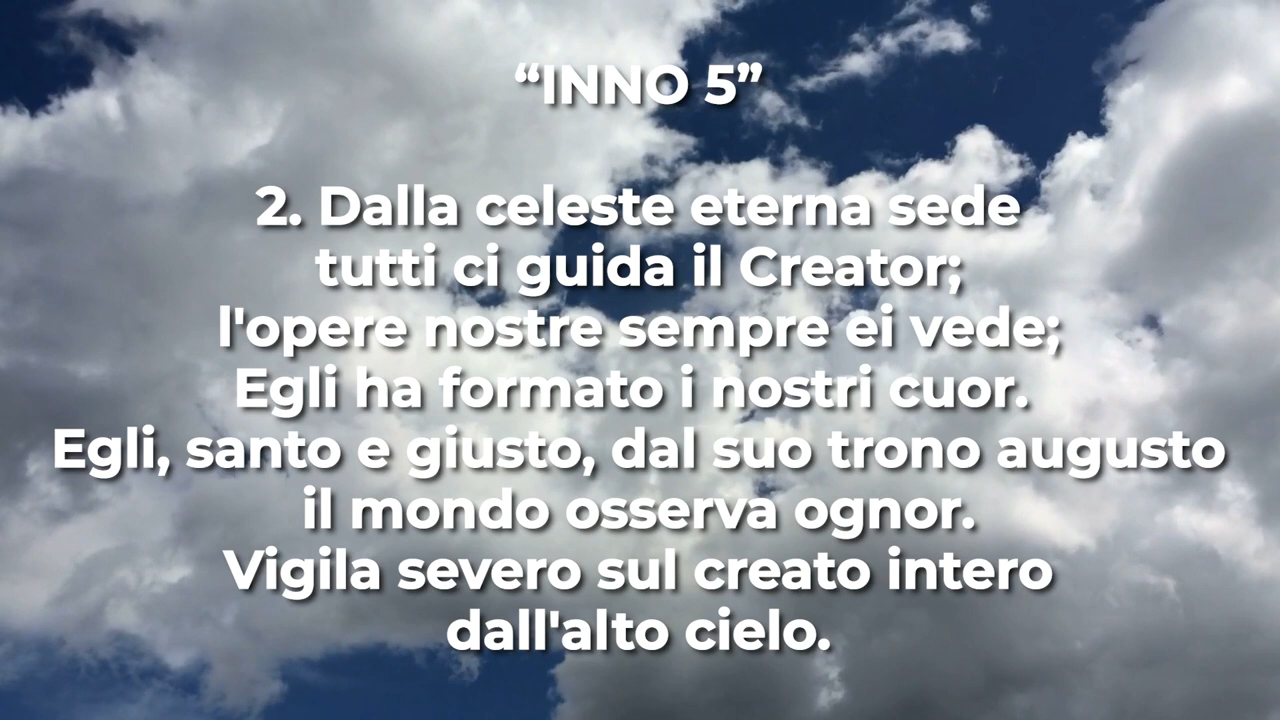 “INNO 5”
2. Dalla celeste eterna sede
tutti ci guida il Creator;
l'opere nostre sempre ei vede;
Egli ha formato i nostri cuor.
Egli, santo e giusto, dal suo trono augusto
il mondo osserva ognor.
Vigila severo sul creato intero
dall'alto cielo.